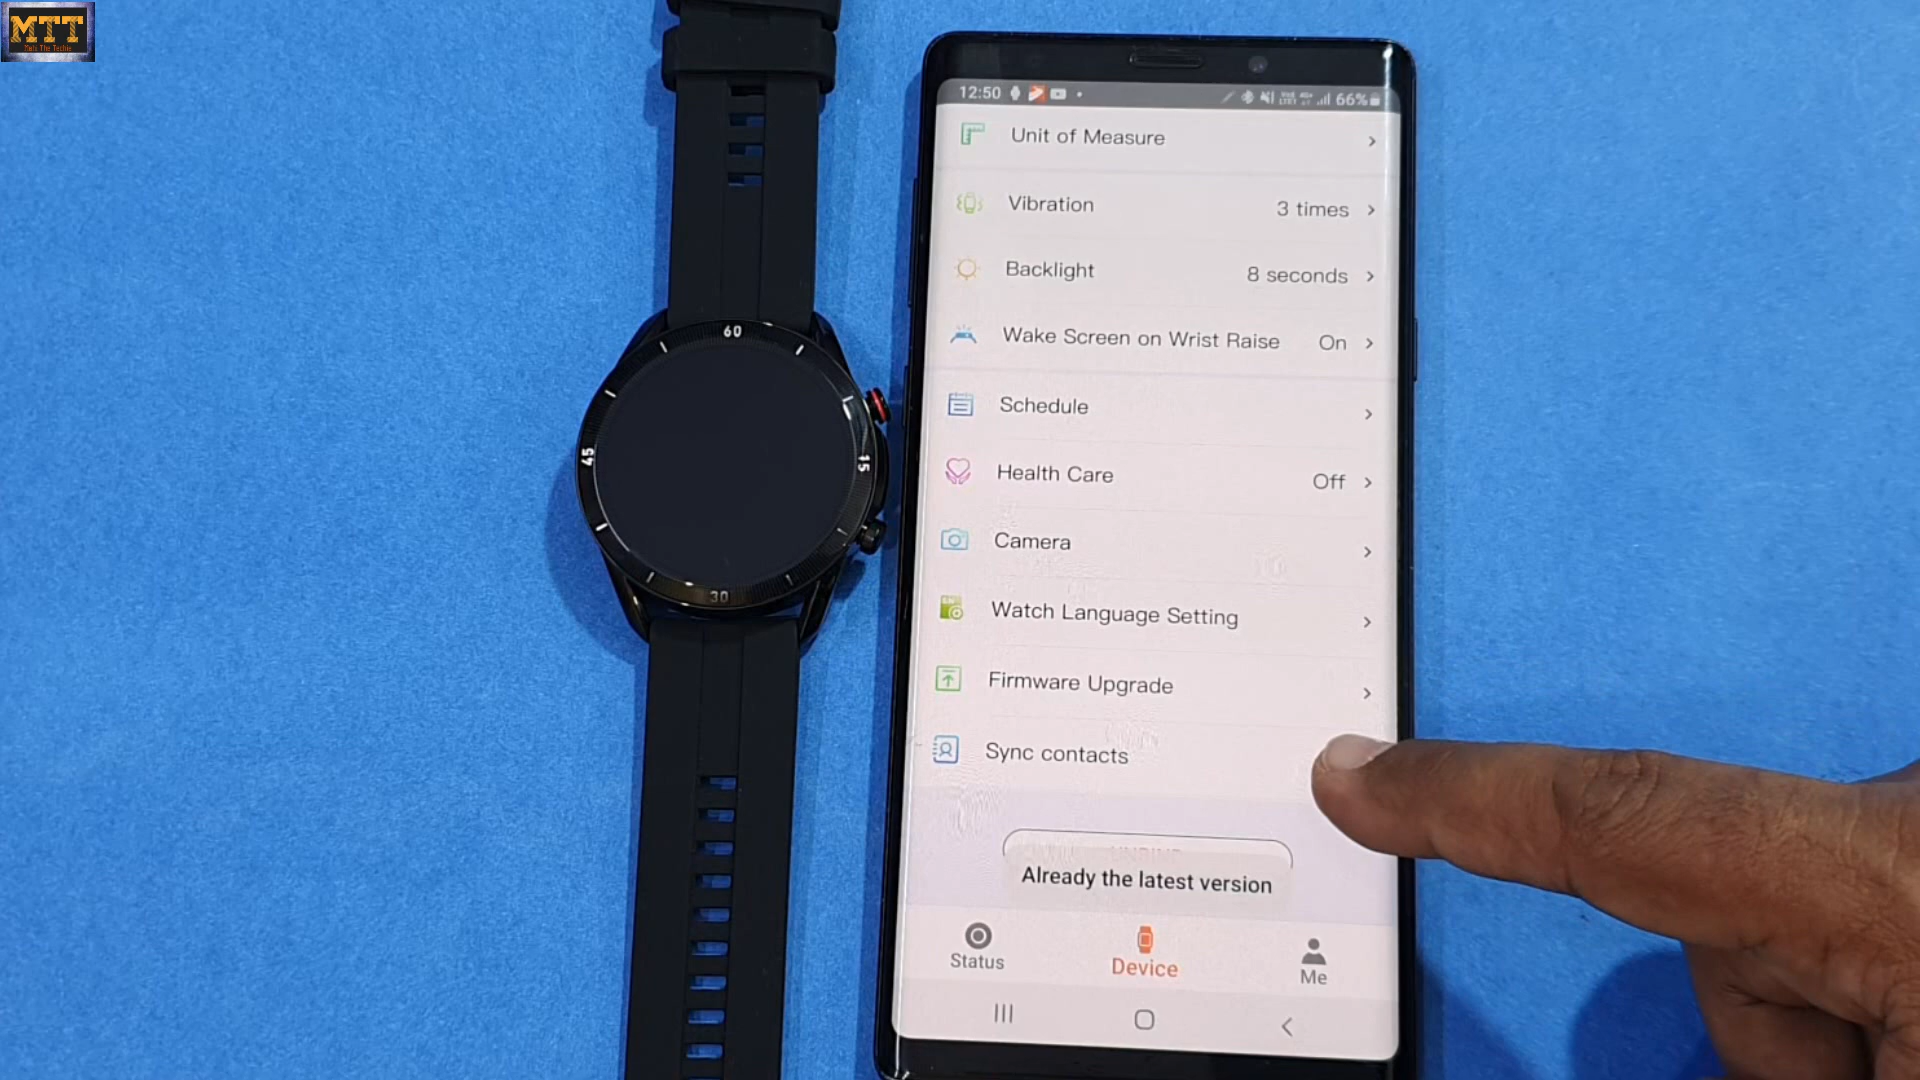 MTT
60
45
15
30
12:50
66%
Unit of Measure
Vibration
3 times
Backlight
8 seconds
Wake Screen on Wrist Raise
On
Schedule
Health Care
Off
Camera
Watch Language Setting
Firmware Upgrade
Sync contacts
Already the latest version
Status
Device
Me